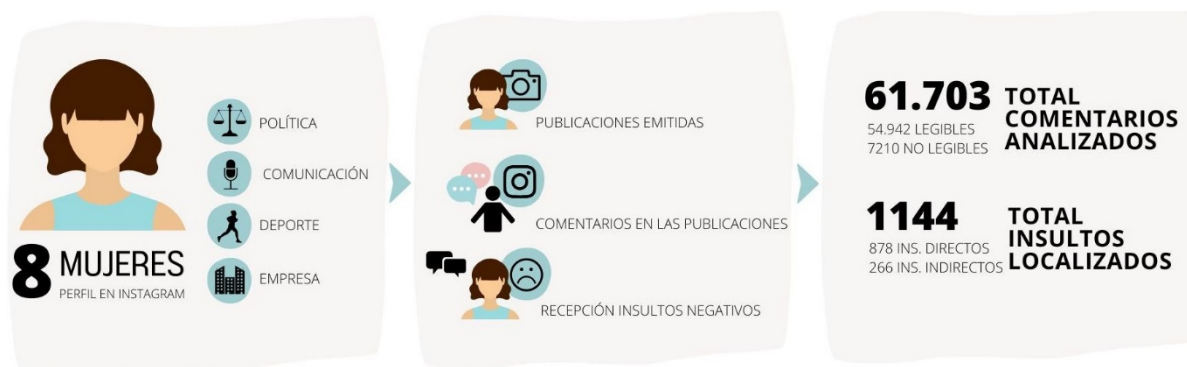 8 MUJERES
PERFIL EN INSTAGRAM
POLÍTICA
COMUNICACIÓN
DEPORTE
EMPRESA
PUBLICACIONES EMITIDAS
COMENTARIOS EN LAS PUBLICACIONES
RECEPCIÓN INSULTOS NEGATIVOS
61.703
54.942 LEGIBLES
7210 NO LEGIBLES
TOTAL
COMENTARIOS
ANALIZADOS
1144
878 INS. DIRECTOS
266 INS. INDIRECTOS
TOTAL
INSULTOS
LOCALIZADOS